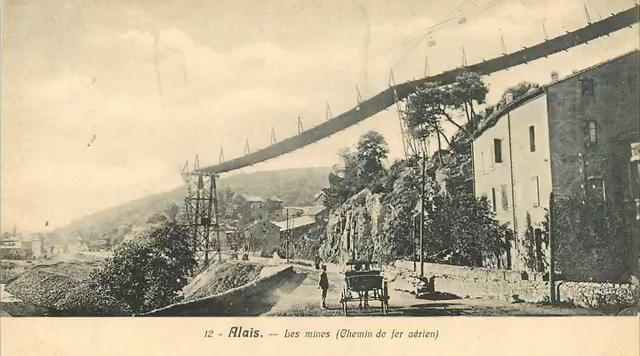 12 - Alais. — Les mines (Chemin de fer aérien)